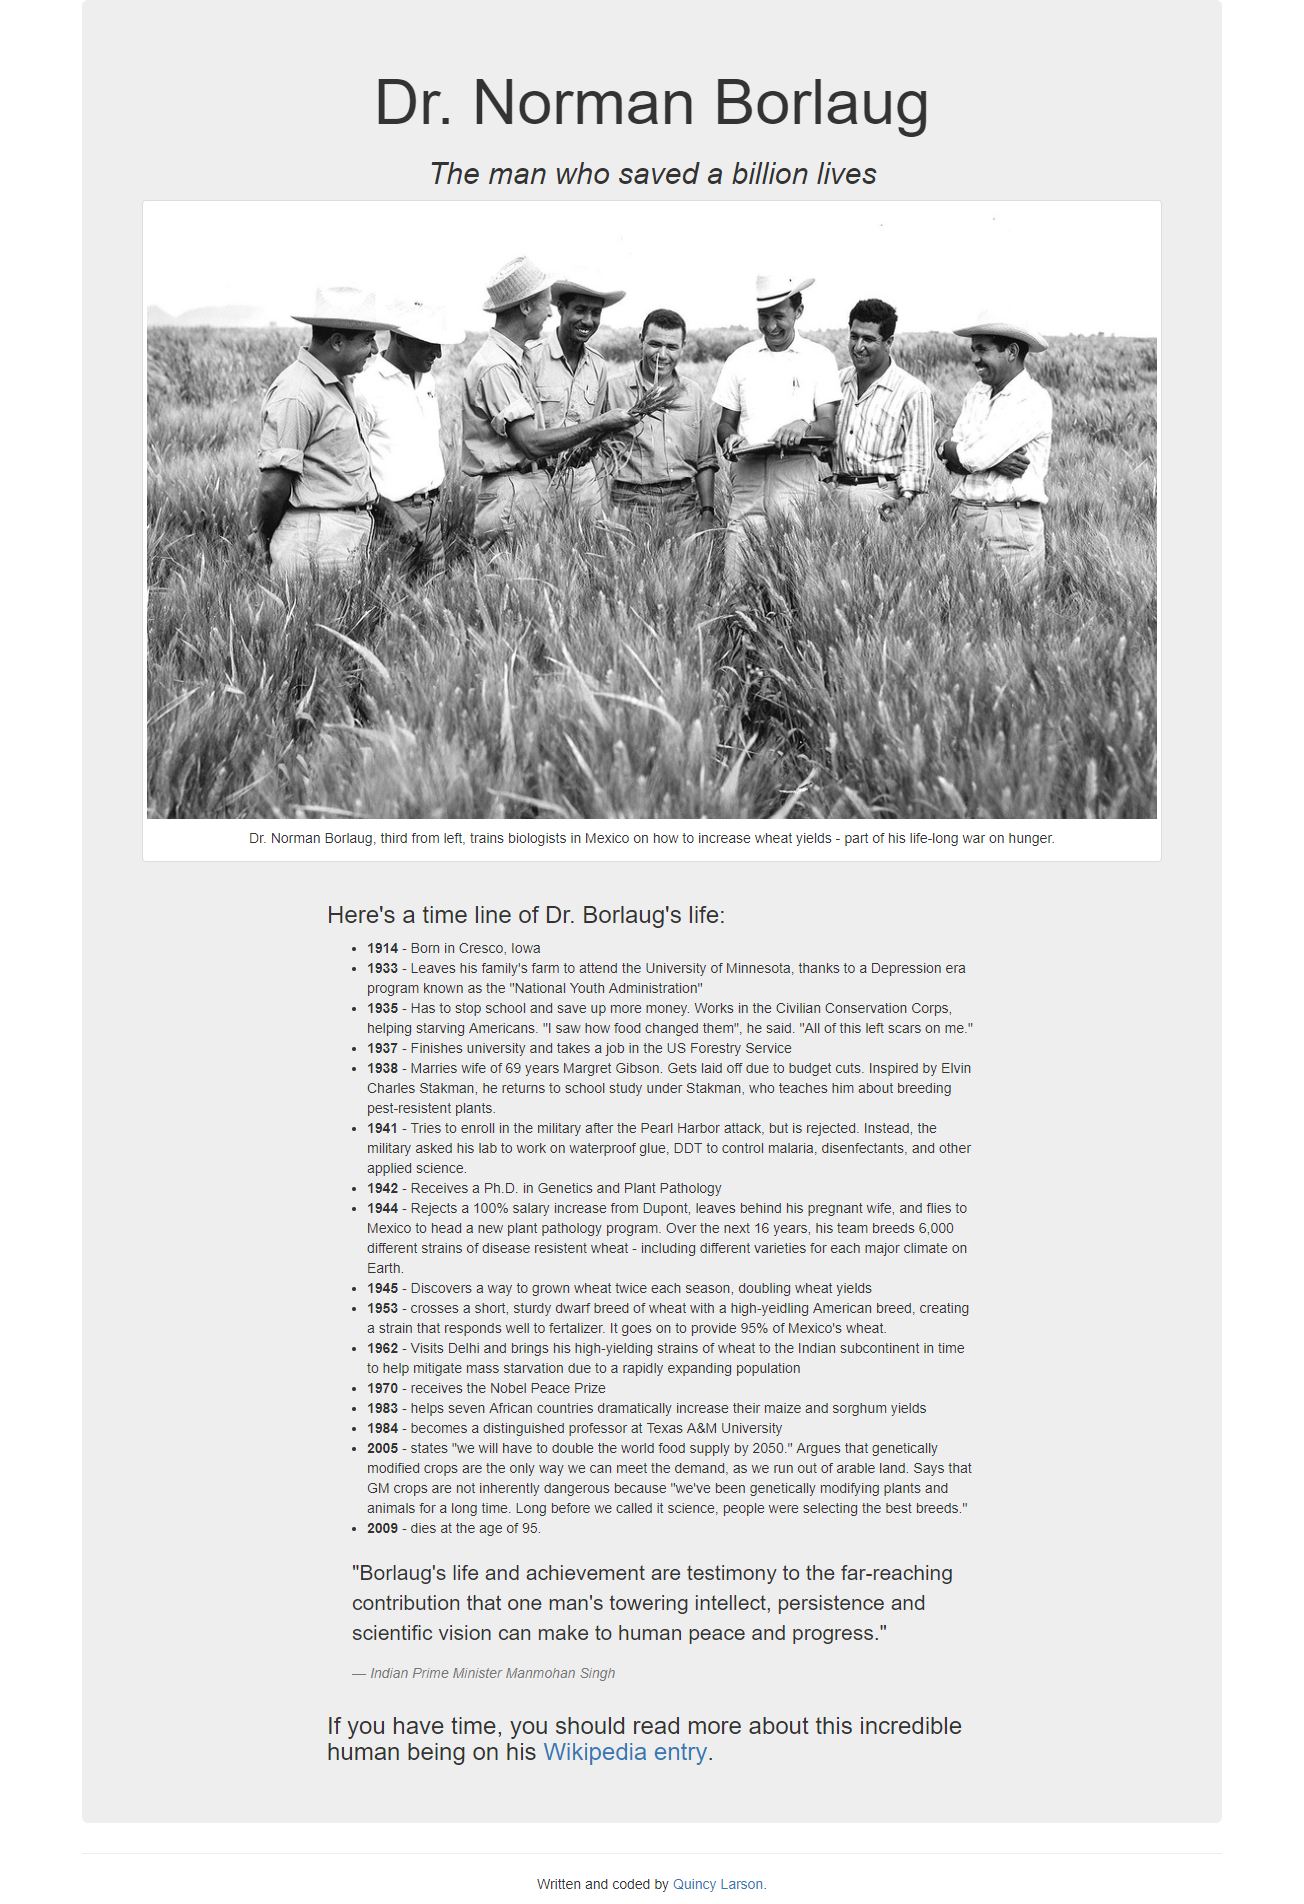 Dr. Norman Borlaug
The man who saved a billion lives
Dr. Norman Borlaug, third from left, trains biologists in Mexico on how to increase wheat yields - part of his life-long war on hunger.
Here's a time line of Dr. Borlaug's life:
• 1914 - Born in Cresco, Iowa
• 1933 - Leaves his family's farm to attend the University of Minnesota, thanks to a Depression era
program known as the "National Youth Administration"
• 1935 - Has to stop school and save up more money. Works in the Civilian Conservation Corps,
helping starving Americans. "I saw how food changed them", he said. "All of this left scars on me."
• 1937 - Finishes university and takes a job in the US Forestry Service
• 1938 - Marries wife of 69 years Margret Gibson. Gets laid off due to budget cuts. Inspired by Elvin
Charles Stakman, he returns to school study under Stakman, who teaches him about breeding
pest-resistent plants.
• 1941 - Tries to enroll in the military after the Pearl Harbor attack, but is rejected. Instead, the
military asked his lab to work on waterproof glue, DDT to control malaria, disenfectants, and other
applied science.
• 1942 - Receives a Ph.D. in Genetics and Plant Pathology
• 1944 - Rejects a 100% salary increase from Dupont, leaves behind his pregnant wife, and flies to
Mexico to head a new plant pathology program. Over the next 16 years, his team breeds 6,000
different strains of disease resistent wheat - including different varieties for each major climate on
Earth.
• 1945 - Discovers a way to grown wheat twice each season, doubling wheat yields
• 1953 - crosses a short, sturdy dwarf breed of wheat with a high-yeidling American breed, creating
a strain that responds well to fertalizer. It goes on to provide 95% of Mexico's wheat.
• 1962 - Visits Delhi and brings his high-yielding strains of wheat to the Indian subcontinent in time
to help mitigate mass starvation due to a rapidly expanding population
• 1970 - receives the Nobel Peace Prize
• 1983 - helps seven African countries dramatically increase their maize and sorghum yields
• 1984 - becomes a distinguished professor at Texas A&M University
• 2005 - states "we will have to double the world food supply by 2050." Argues that genetically
modified crops are the only way we can meet the demand, as we run out of arable land. Says that
GM crops are not inherently dangerous because "we've been genetically modifying plants and
animals for a long time. Long before we called it science, people were selecting the best breeds."
• 2009 - dies at the age of 95.
"Borlaug's life and achievement are testimony to the far-reaching
contribution that one man's towering intellect, persistence and
scientific vision can make to human peace and progress."
— Indian Prime Minister Manmohan Singh
If you have time, you should read more about this incredible
human being on his Wikipedia entry.
Written and coded by Quincy Larson.